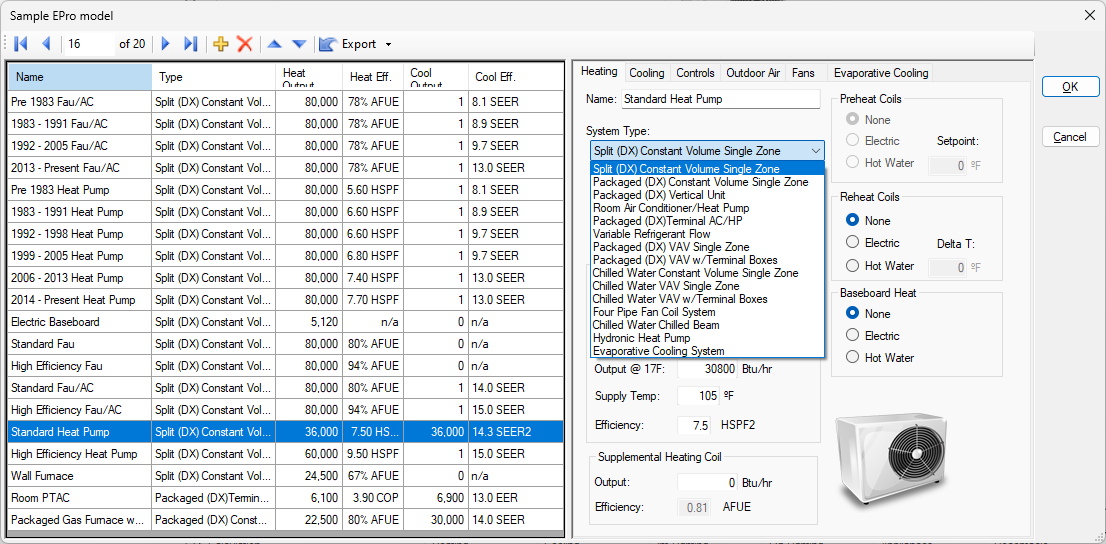 Sample EPro model
16 of 20 Export
Name Type Heat Output Heat Eff. Cool Output Cool Eff.
Pre 1983 Fau/AC Split (DX) Constant Vol... 80,000 78% AFUE 1 8.1 SEER
1983 - 1991 Fau/AC Split (DX) Constant Vol... 80,000 78% AFUE 1 8.9 SEER
1992 - 2005 Fau/AC Split (DX) Constant Vol... 80,000 78% AFUE 1 9.7 SEER
2013 - Present Fau/AC Split (DX) Constant Vol... 80,000 78% AFUE 1 13.0 SEER
Pre 1983 Heat Pump Split (DX) Constant Vol... 80,000 5.60 HSPF 1 8.1 SEER
1983 - 1991 Heat Pump Split (DX) Constant Vol... 80,000 6.60 HSPF 1 8.9 SEER
1992 - 1998 Heat Pump Split (DX) Constant Vol... 80,000 6.80 HSPF 1 9.7 SEER
1999 - 2005 Heat Pump Split (DX) Constant Vol... 80,000 6.80 HSPF 1 9.7 SEER
2006 - 2013 Heat Pump Split (DX) Constant Vol... 80,000 7.40 HSPF 1 13.0 SEER
2014 - Present Heat Pump Split (DX) Constant Vol... 80,000 7.70 HSPF 1 13.0 SEER
Electric Baseboard Split (DX) Constant Vol... 5,120 n/a 0 n/a
Standard Fau Split (DX) Constant Vol... 80,000 80% AFUE 0 n/a
High Efficiency Fau Split (DX) Constant Vol... 80,000 94% AFUE 0 n/a
Standard Fau/AC Split (DX) Constant Vol... 80,000 80% AFUE 1 14.0 SEER
High Efficiency Fau/AC Split (DX) Constant Vol... 80,000 94% AFUE 1 15.0 SEER
Standard Heat Pump Split (DX) Constant Vol... 36,000 7.50 HS... 36,000 14.3 SEER2
High Efficiency Heat Pump Split (DX) Constant Vol... 60,000 9.50 HSPF 1 15.0 SEER
Wall Furnace Split (DX) Constant Vol... 24,500 67% AFUE 0 n/a
Room PTAC Packaged (DX)Termin... 6,100 3.90 COP 6,900 13.0 EER
Packaged Gas Furnace w... Packaged (DX) Const... 22,500 80% AFUE 30,000 14.0 SEER
Heating Cooling Controls Outdoor Air Fans Evaporative Cooling
Name: Standard Heat Pump
System Type:
Split (DX) Constant Volume Single Zone
Split (DX) Constant Volume Single Zone
Packaged (DX) Constant Volume Single Zone
Packaged (DX) Vertical Unit
Room Air Conditioner/Heat Pump
Packaged (DX)Terminal AC/HP
Variable Refrigerant Flow
Packaged (DX) VAV Single Zone
Packaged (DX) VAV w/Terminal Boxes
Chilled Water Constant Volume Single Zone
Chilled Water VAV Single Zone
Chilled Water VAV w/Terminal Boxes
Four Pipe Fan Coil System
Chilled Water Chilled Beam
Hydronic Heat Pump
Evaporative Cooling System
Output @ 17F: 30800 Btu/hr
Supply Temp: 105 ºF
Efficiency: 7.5 HSPF2
Supplemental Heating Coil
Output: 0 Btu/hr
Efficiency: 0.81 AFUE
Preheat Coils
None
Electric Setpoint:
Hot Water 0 ºF
Reheat Coils
None
Electric Delta T:
Hot Water 0 ºF
Baseboard Heat
None
Electric
Hot Water
OK
Cancel